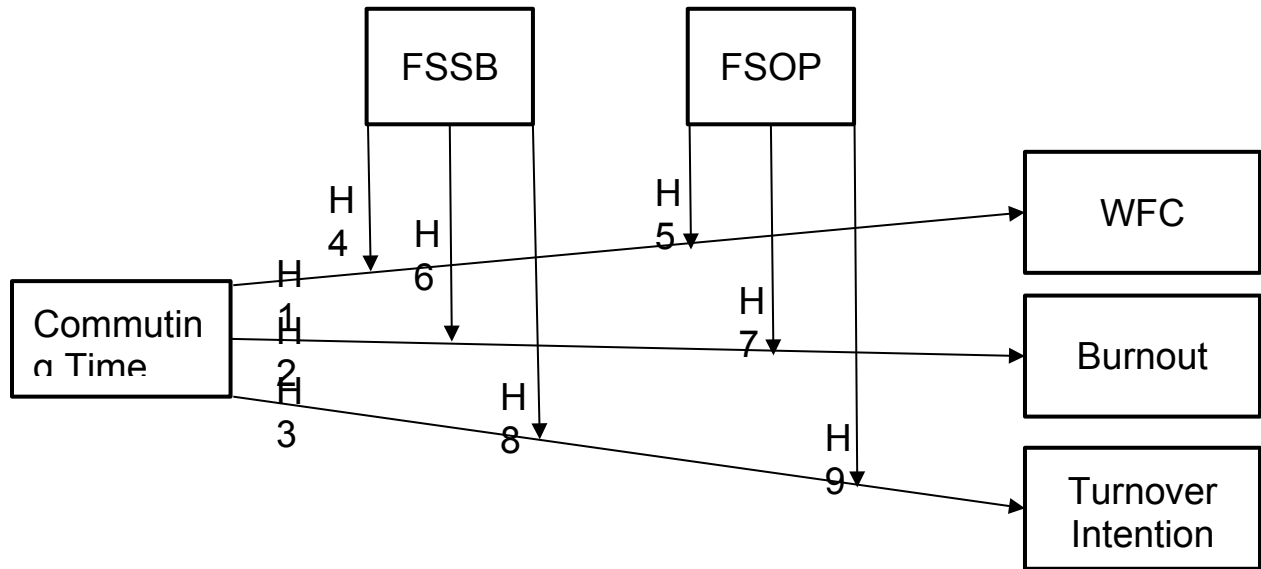 FSSB
FSOP
H
4
H
6
H
5
WFC
H
1
Commutin
g Time
H
2
H
7
Burnout
H
3
H
8
H
9
Turnover
Intention